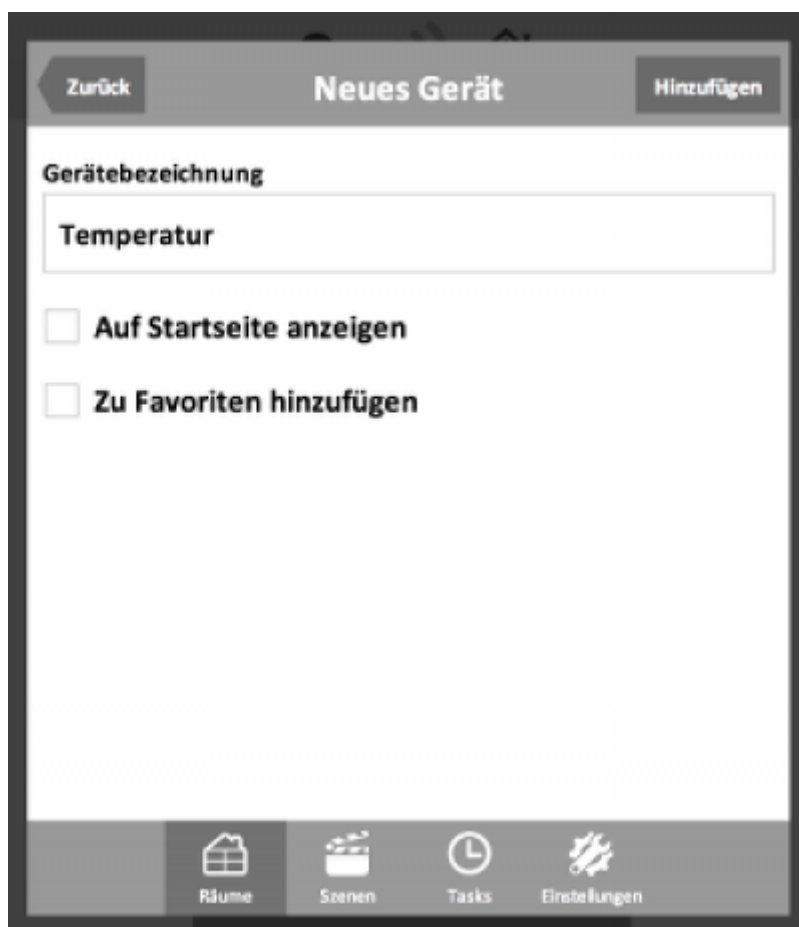 Zurück Neues Gerät Hinzufügen
Gerätebezeichnung
Temperatur
Auf Startseite anzeigen
Zu Favoriten hinzufügen
Räume Szenen Tasks Einstellungen